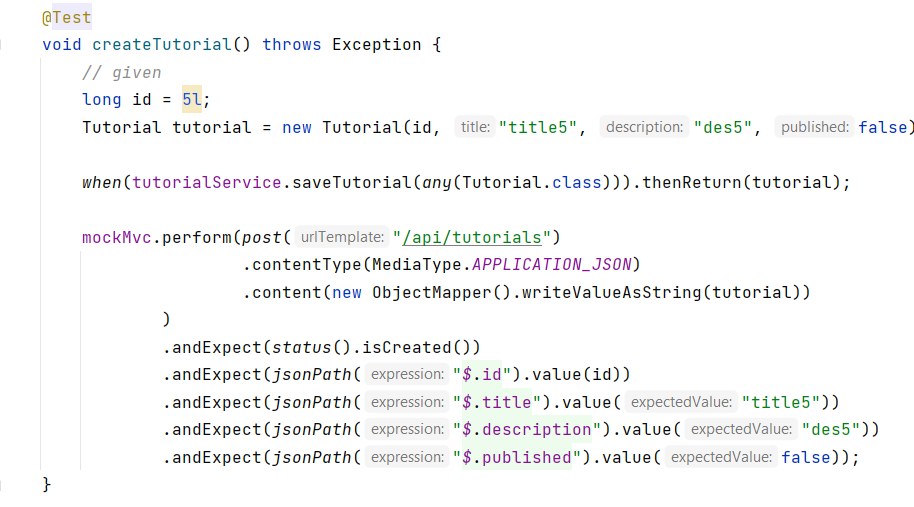 @Test
void createTutorial() throws Exception {
// given
long id = 5l;
Tutorial tutorial = new Tutorial(id, title: "title5", description: "des5", published: false)
when(tutorialService.saveTutorial(any(Tutorial.class))).thenReturn(tutorial);
mockMvc.perform(post( urlTemplate: "/api/tutorials")
.contentType(MediaType.APPLICATION_JSON)
.content(new ObjectMapper().writeValueAsString(tutorial))
)
.andExpect(status().isCreated())
.andExpect(jsonPath( expression: "$.id").value(id))
.andExpect(jsonPath( expression: "$.title").value( expectedValue: "title5"))
.andExpect(jsonPath( expression: "$.description").value( expectedValue: "des5"))
.andExpect(jsonPath( expression: "$.published").value( expectedValue: false));
}